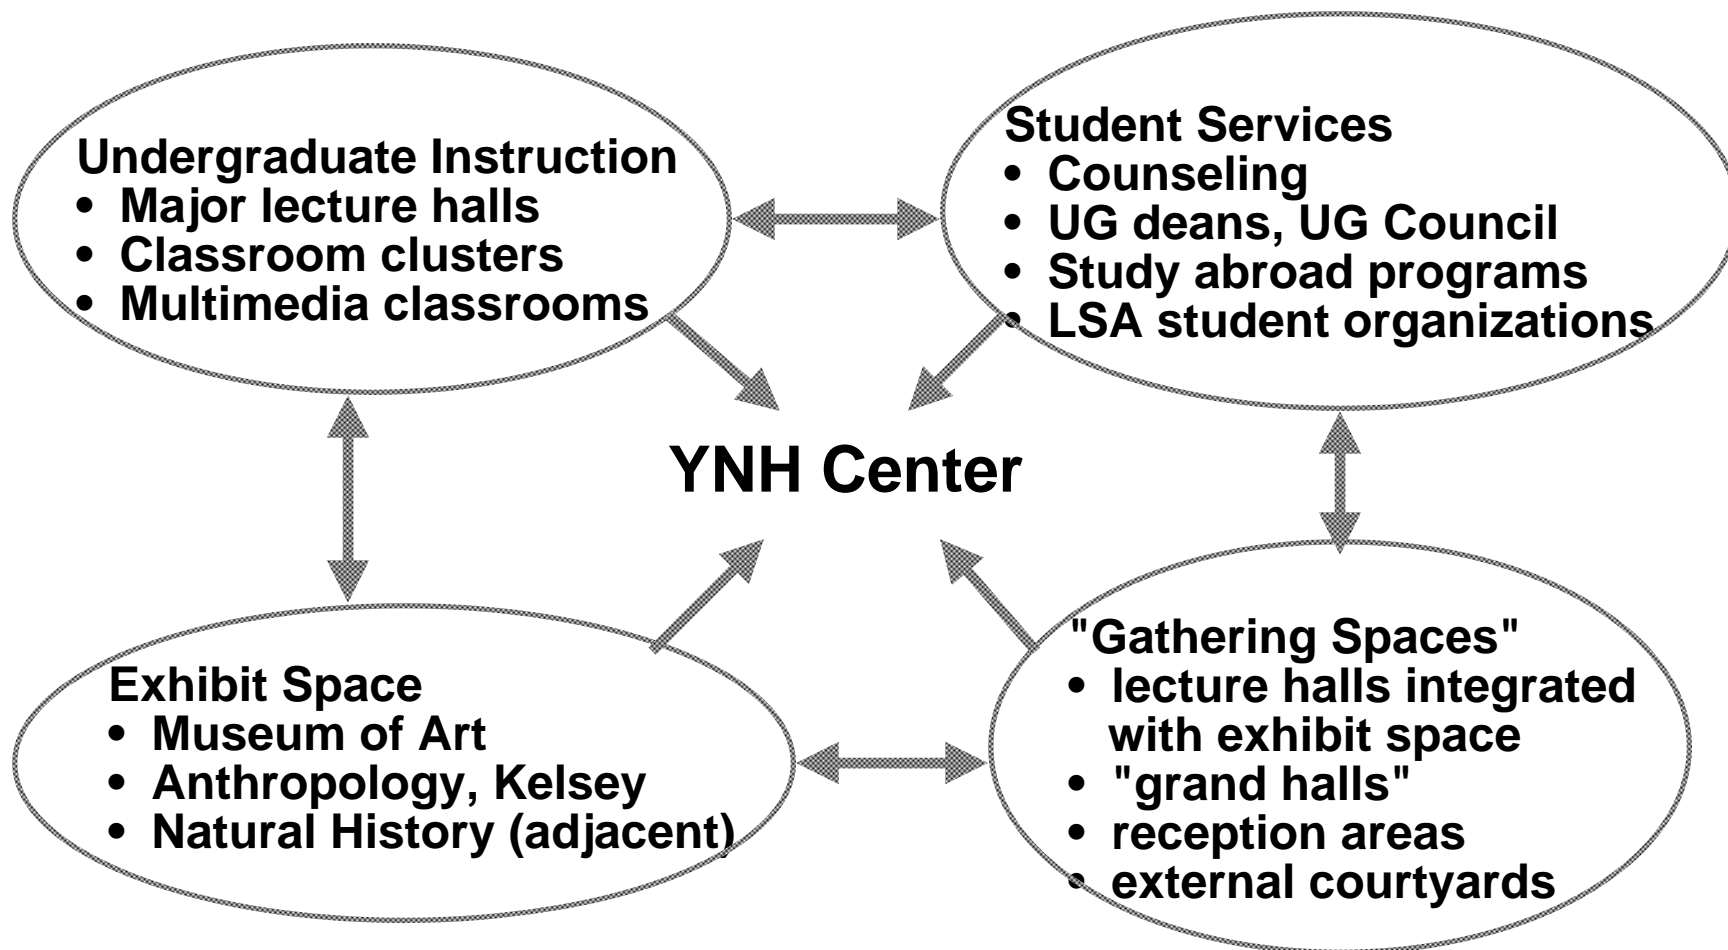 Undergraduate Instruction
• Major lecture halls
• Classroom clusters
• Multimedia classrooms
Student Services
• Counseling
• UG deans, UG Council
• Study abroad programs
• LSA student organizations
YNH Center
Exhibit Space
• Museum of Art
• Anthropology, Kelsey
• Natural History (adjacent)
"Gathering Spaces"
• lecture halls integrated
with exhibit space
• "grand halls"
• reception areas
• external courtyards